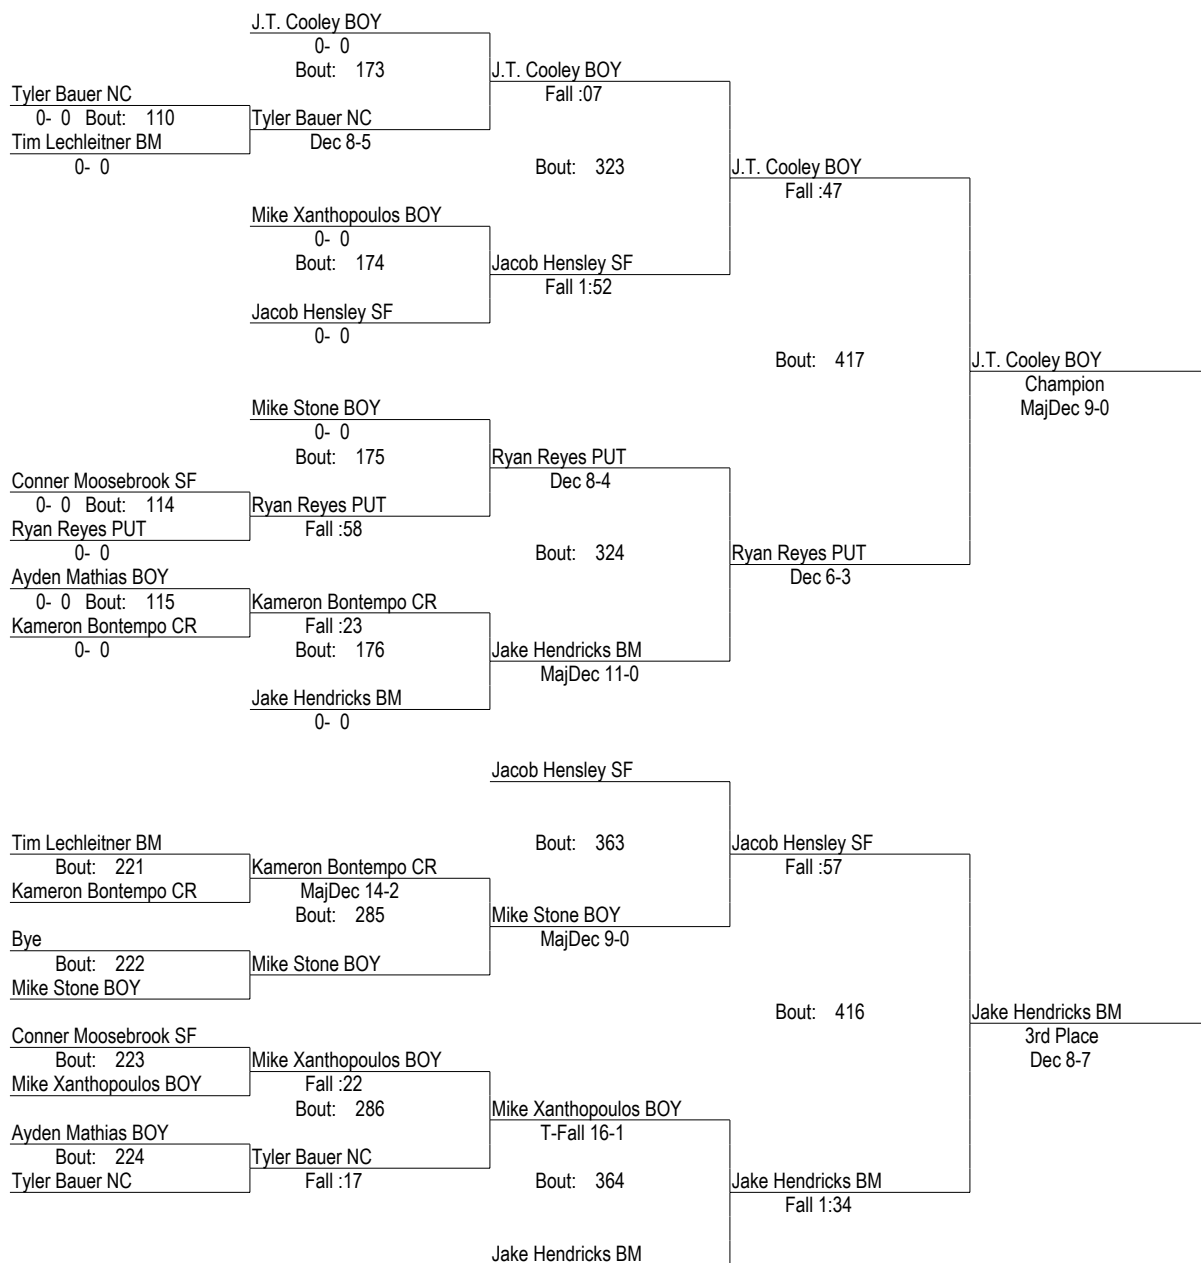 J.T. Cooley BOY
0- 0
Bout: 173
J.T. Cooley BOY
Tyler Bauer NC
Fall :07
0- 0 Bout: 110
Tyler Bauer NC
Tim Lechleitner BM
Dec 8-5
0- 0
Bout: 323
J.T. Cooley BOY
Fall :47
Mike Xanthopoulos BOY
0- 0
Bout: 174
Jacob Hensley SF
Fall 1:52
Jacob Hensley SF
0- 0
Bout: 417
J.T. Cooley BOY
Champion
MajDec 9-0
Mike Stone BOY
0- 0
Bout: 175
Ryan Reyes PUT
Dec 8-4
Conner Moosebrook SF
0- 0 Bout: 114
Ryan Reyes PUT
Ryan Reyes PUT
Fall :58
0- 0
Bout: 324
Ryan Reyes PUT
Dec 6-3
Ayden Mathias BOY
0- 0 Bout: 115
Kameron Bontempo CR
Kameron Bontempo CR
Fall :23
0- 0
Bout: 176
Jake Hendricks BM
MajDec 11-0
Jake Hendricks BM
0- 0
Jacob Hensley SF
Tim Lechleitner BM
Bout: 363
Jacob Hensley SF
Bout: 221
Kameron Bontempo CR
Fall :57
Kameron Bontempo CR
MajDec 14-2
Bout: 285
Mike Stone BOY
Bye
MajDec 9-0
Bout: 222
Mike Stone BOY
Mike Stone BOY
Bout: 416
Jake Hendricks BM
3rd Place
Dec 8-7
Conner Moosebrook SF
Bout: 223
Mike Xanthopoulos BOY
Mike Xanthopoulos BOY
Fall :22
Bout: 286
Mike Xanthopoulos BOY
T-Fall 16-1
Ayden Mathias BOY
Bout: 224
Tyler Bauer NC
Tyler Bauer NC
Fall :17
Bout: 364
Jake Hendricks BM
Fall 1:34
Jake Hendricks BM